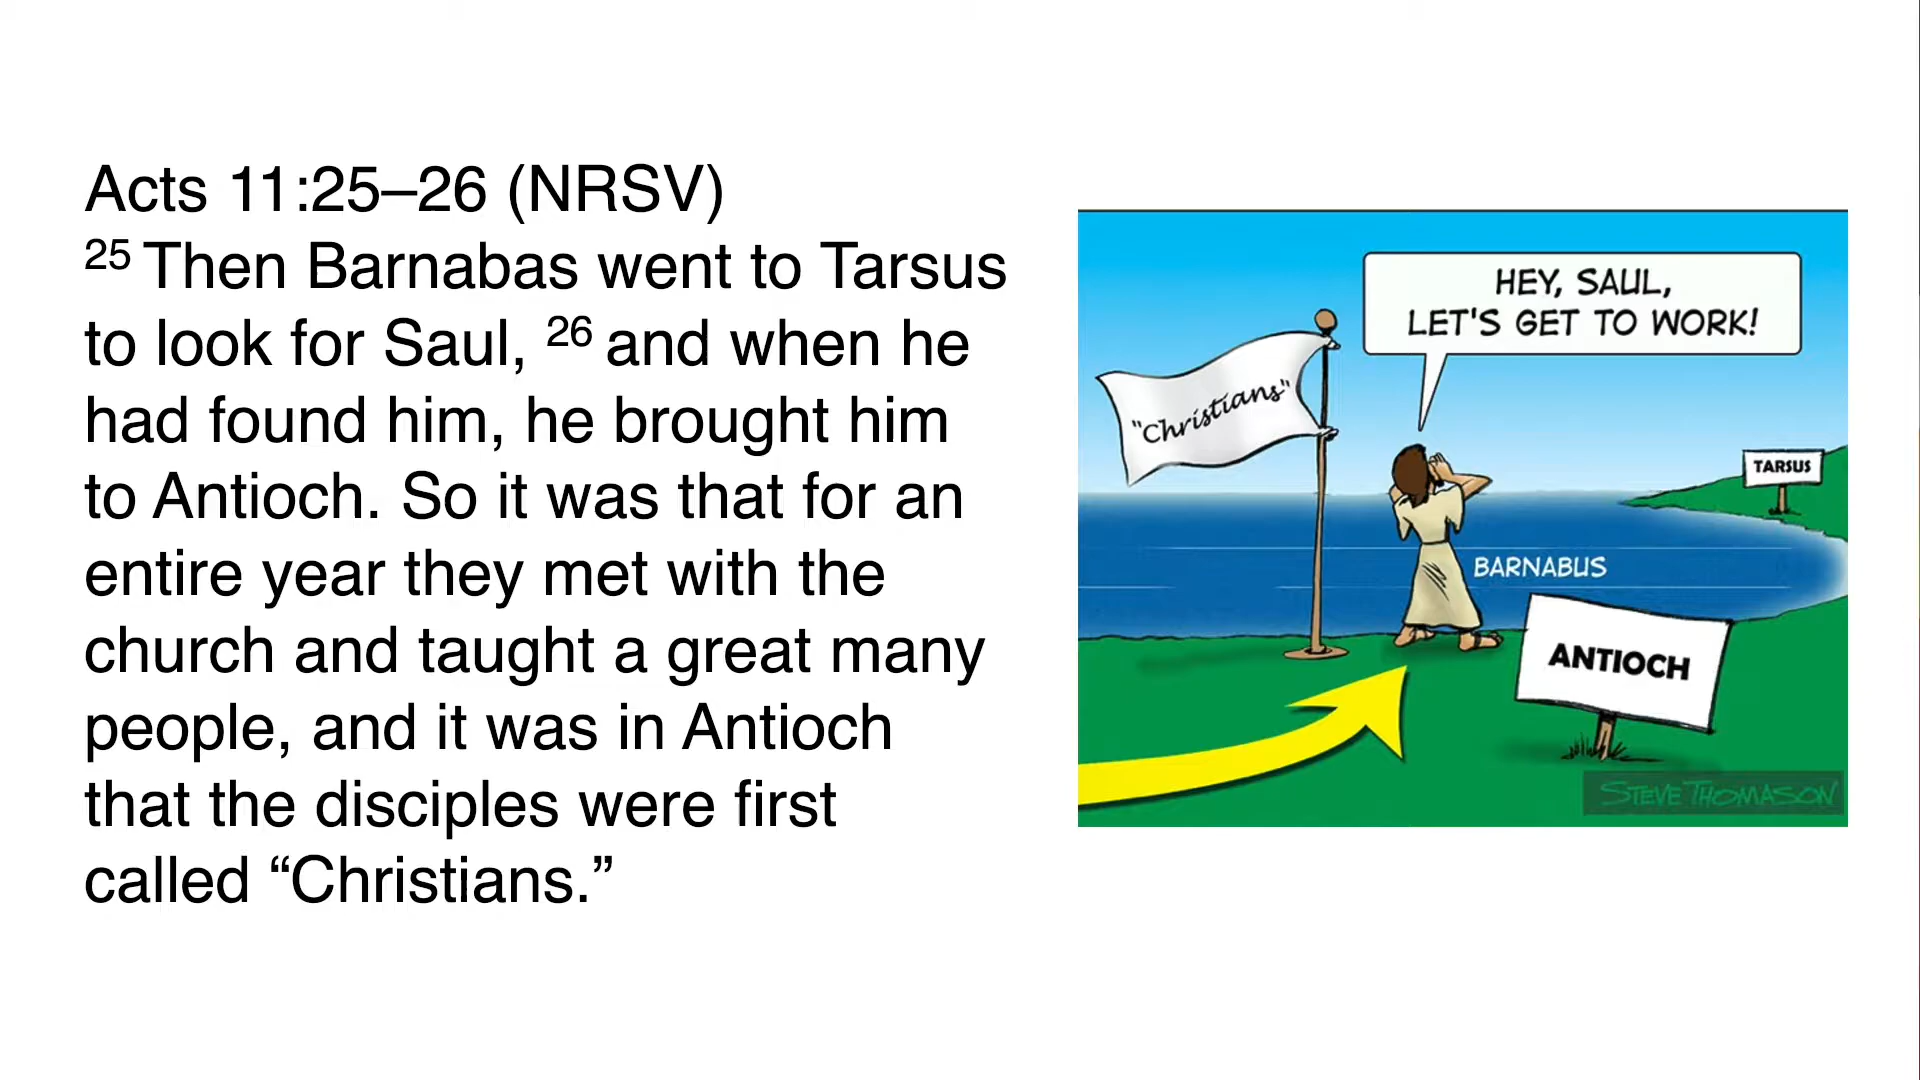 Acts 11:25–26 (NRSV)
25 Then Barnabas went to Tarsus
to look for Saul, 26 and when he
had found him, he brought him
to Antioch. So it was that for an
entire year they met with the
church and taught a great many
people, and it was in Antioch
that the disciples were first
called “Christians.”
HEY, SAUL,
LET'S GET TO WORK!
"Christians"
TARSUS
BARNABUS
ANTIOCH
STEVE THOMASON